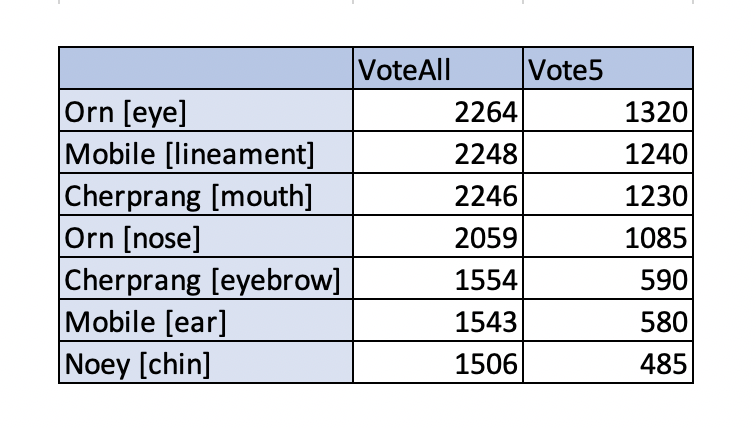 VoteAll Vote5
Orn [eye] 2264 1320
Mobile [lineament] 2248 1240
Cherprang [mouth] 2246 1230
Orn [nose] 2059 1085
Cherprang [eyebrow] 1554 590
Mobile [ear] 1543 580
Noey [chin] 1506 485